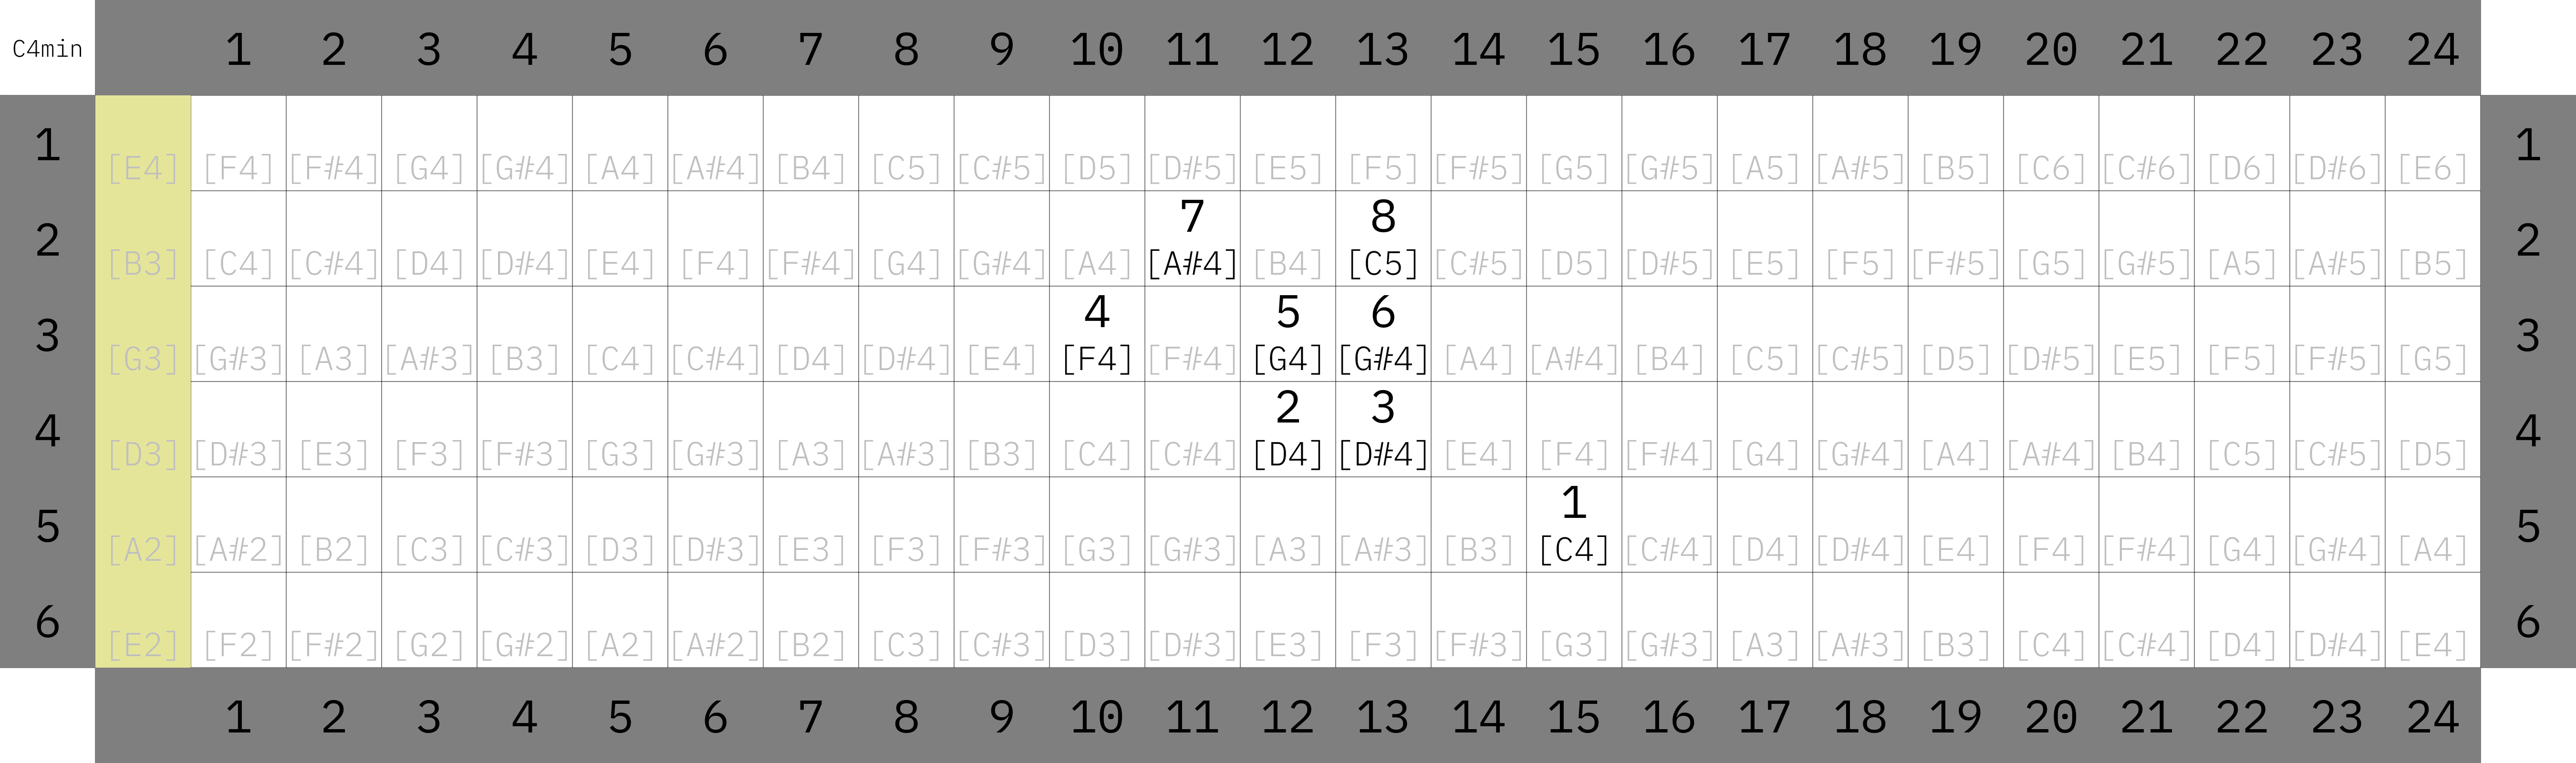 C4min 1 2 3 4 5 6 7 8 9 10 11 12 13 14 15 16 17 18 19 20 21 22 23 24
1 [E4] [F4] [F#4] [G4] [G#4] [A4] [A#4] [B4] [C5] [C#5] [D5] [D#5] [E5] [F5] [F#5] [G5] [G#5] [A5] [A#5] [B5] [C6] [C#6] [D6] [D#6] [E6] 1
7 8
2 [B3] [C4] [C#4] [D4] [D#4] [E4] [F4] [F#4] [G4] [G#4] [A4] [A#4] [B4] [C5] [C#5] [D5] [D#5] [E5] [F5] [F#5] [G5] [G#5] [A5] [A#5] [B5] 2
4 5 6
3 [G3] [G#3] [A3] [A#3] [B3] [C4] [C#4] [D4] [D#4] [E4] [F4] [F#4] [G4] [G#4] [A4] [A#4] [B4] [C5] [C#5] [D5] [D#5] [E5] [F5] [F#5] [G5] 3
2 3
4 [D3] [D#3] [E3] [F3] [F#3] [G3] [G#3] [A3] [A#3] [B3] [C4] [C#4] [D4] [D#4] [E4] [F4] [F#4] [G4] [G#4] [A4] [A#4] [B4] [C5] [C#5] [D5] 4
1
5 [A2] [A#2] [B2] [C3] [C#3] [D3] [D#3] [E3] [F3] [F#3] [G3] [G#3] [A3] [A#3] [B3] [C4] [C#4] [D4] [D#4] [E4] [F4] [F#4] [G4] [G#4] [A4] 5
6 [E2] [F2] [F#2] [G2] [G#2] [A2] [A#2] [B2] [C3] [C#3] [D3] [D#3] [E3] [F3] [F#3] [G3] [G#3] [A3] [A#3] [B3] [C4] [C#4] [D4] [D#4] [E4] 6
1 2 3 4 5 6 7 8 9 10 11 12 13 14 15 16 17 18 19 20 21 22 23 24